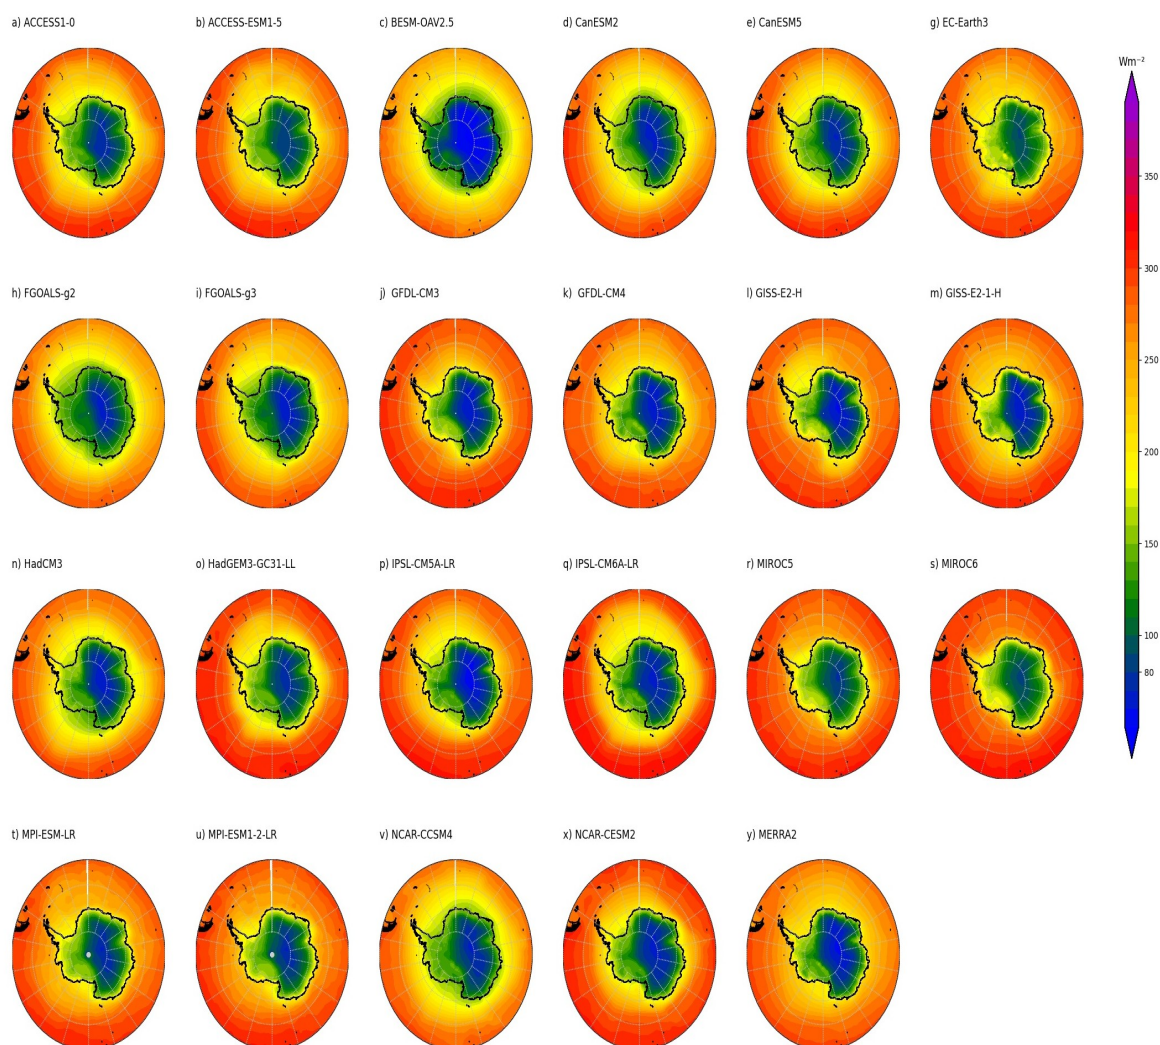 a) ACCESS1-0
b) ACCESS-ESM1-5
c) BESM-OAV2.5
d) CanESM2
e) CanESM5
g) EC-Earth3
Wm⁻²
350
300
250
200
150
100
80
h) FGOALS-g2
i) FGOALS-g3
j) GFDL-CM3
k) GFDL-CM4
l) GISS-E2-H
m) GISS-E2-1-H
n) HadCM3
o) HadGEM3-GC31-LL
p) IPSL-CM5A-LR
q) IPSL-CM6A-LR
r) MIROC5
s) MIROC6
t) MPI-ESM-LR
u) MPI-ESM1-2-LR
v) NCAR-CCSM4
x) NCAR-CESM2
y) MERRA2